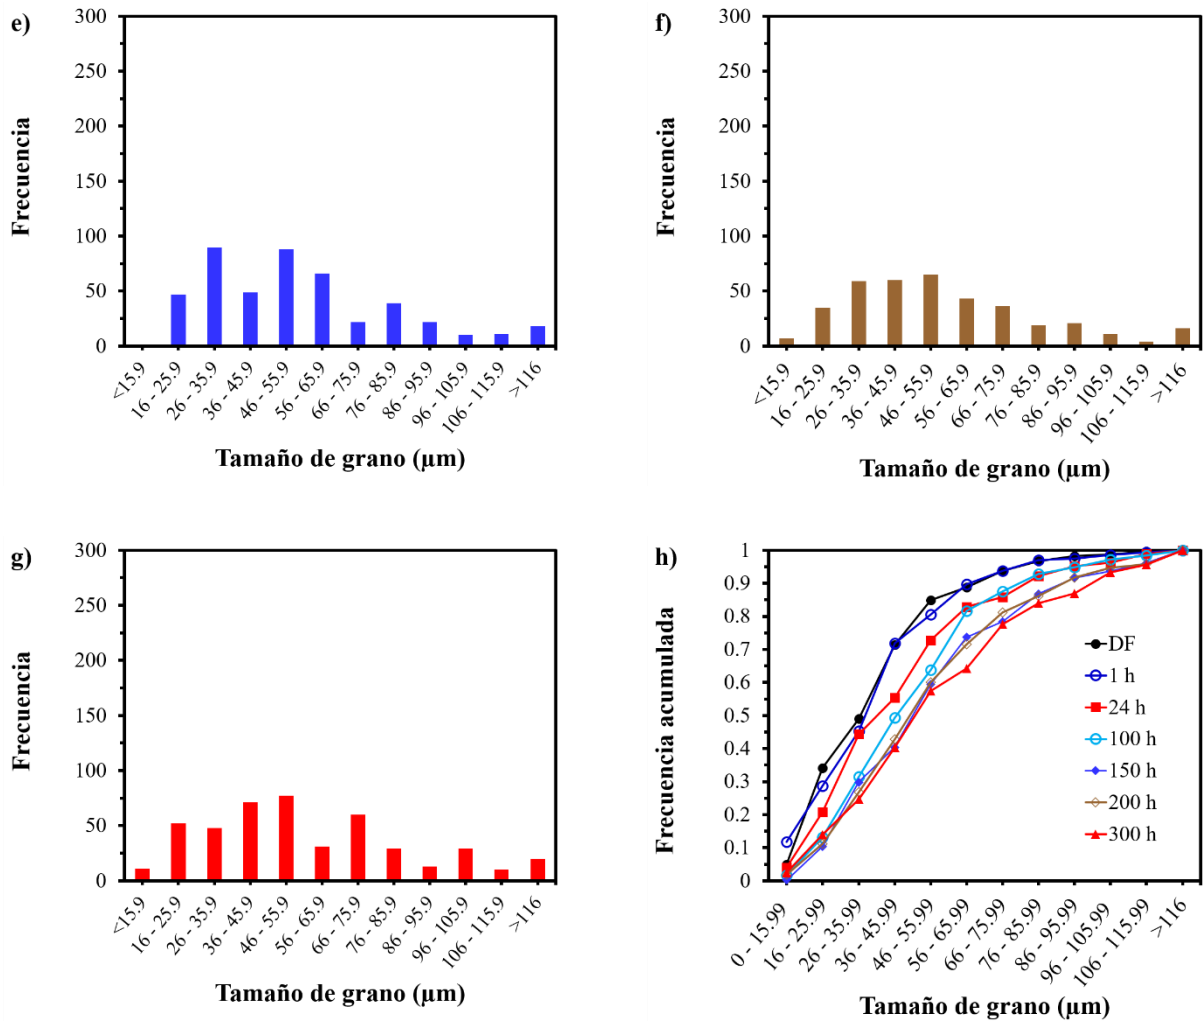 e)
300
250
200
150
100
50
0
Frecuencia
<15.9
16 - 25.9
26 - 35.9
36 - 45.9
46 - 55.9
56 - 65.9
66 - 75.9
76 - 85.9
86 - 95.9
96 - 105.9
106 - 115.9
>116
Tamaño de grano (µm)
f)
300
250
200
150
100
50
0
Frecuencia
<15.99
16 - 25.9
26 - 35.9
36 - 45.9
46 - 55.9
56 - 65.9
66 - 75.9
76 - 85.9
86 - 95.9
96 - 105.9
106 - 115.9
>116
Tamaño de grano (µm)
g)
300
250
200
150
100
50
0
Frecuencia
<15.9
16 - 25.9
26 - 35.9
36 - 45.9
46 - 55.9
56 - 65.9
66 - 75.9
76 - 85.9
86 - 95.9
96 - 105.9
106 - 115.9
>116
Tamaño de grano (µm)
h)
1
0.9
0.8
0.7
0.6
0.5
0.4
0.3
0.2
0.1
0
Frecuencia acumulada
DF
1 h
24 h
100 h
150 h
200 h
300 h
0 - 15.99
16 - 25.99
26 - 35.99
36 - 45.99
46 - 55.99
56 - 65.99
66 - 75.99
76 - 85.99
86 - 95.99
96 - 105.99
106 - 115.99
>116
Tamaño de grano (µm)